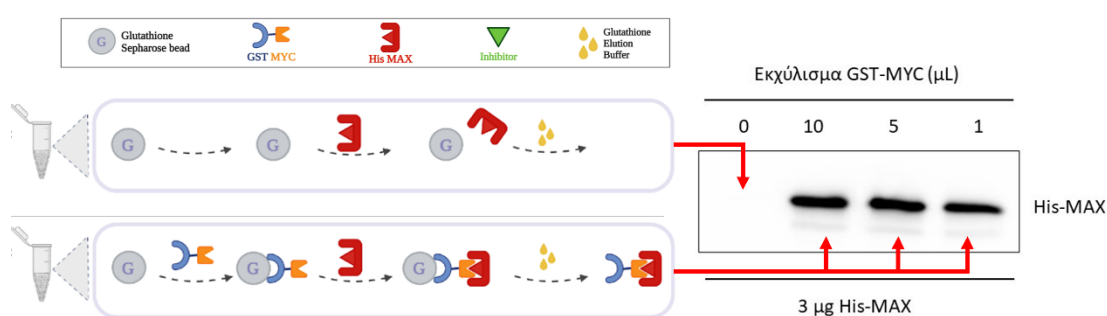 G
Glutathione
Sepharose bead
GST MYC
His MAX
Inhibitor
Glutathione
Elution
Buffer
Εκχύλισμα GST-MYC (μL)
0 10 5 1
G G G
His-MAX
G G G
3 μg His-MAX